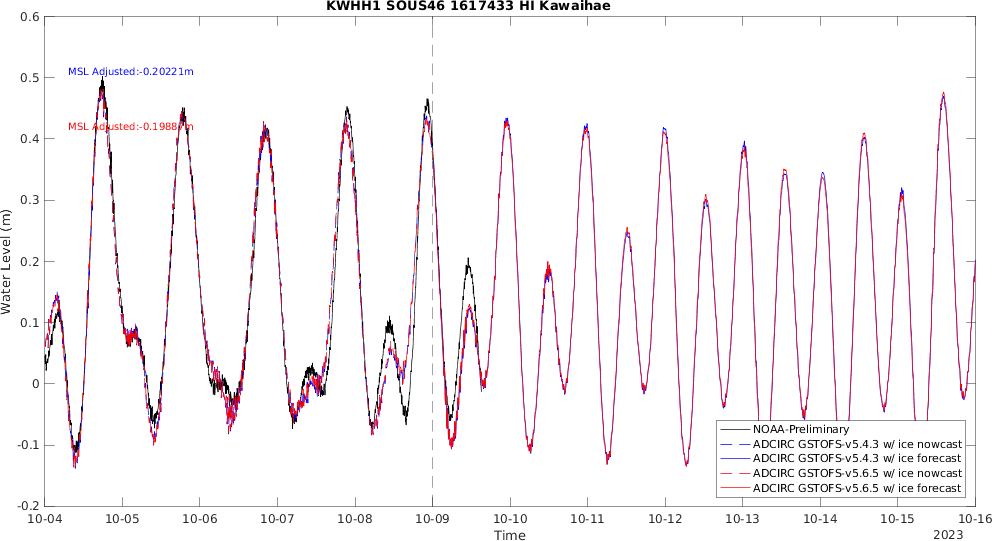 KWHH1 SOUS46 1617433 HI Kawaihae
0.6
0.5
0.4
0.3
0.2
0.1
0
-0.1
-0.2
Water Level (m)
MSL Adjusted:-0.20221m
MSL Adjusted:-0.19887m
NOAA-Preliminary
ADCIRC GSTOFS-v5.4.3 w/ ice nowcast
ADCIRC GSTOFS-v5.4.3 w/ ice forecast
ADCIRC GSTOFS-v5.6.5 w/ ice nowcast
ADCIRC GSTOFS-v5.6.5 w/ ice forecast
10-04 10-05 10-06 10-07 10-08 10-09 10-10 10-11 10-12 10-13 10-14 10-15 10-16
Time
2023